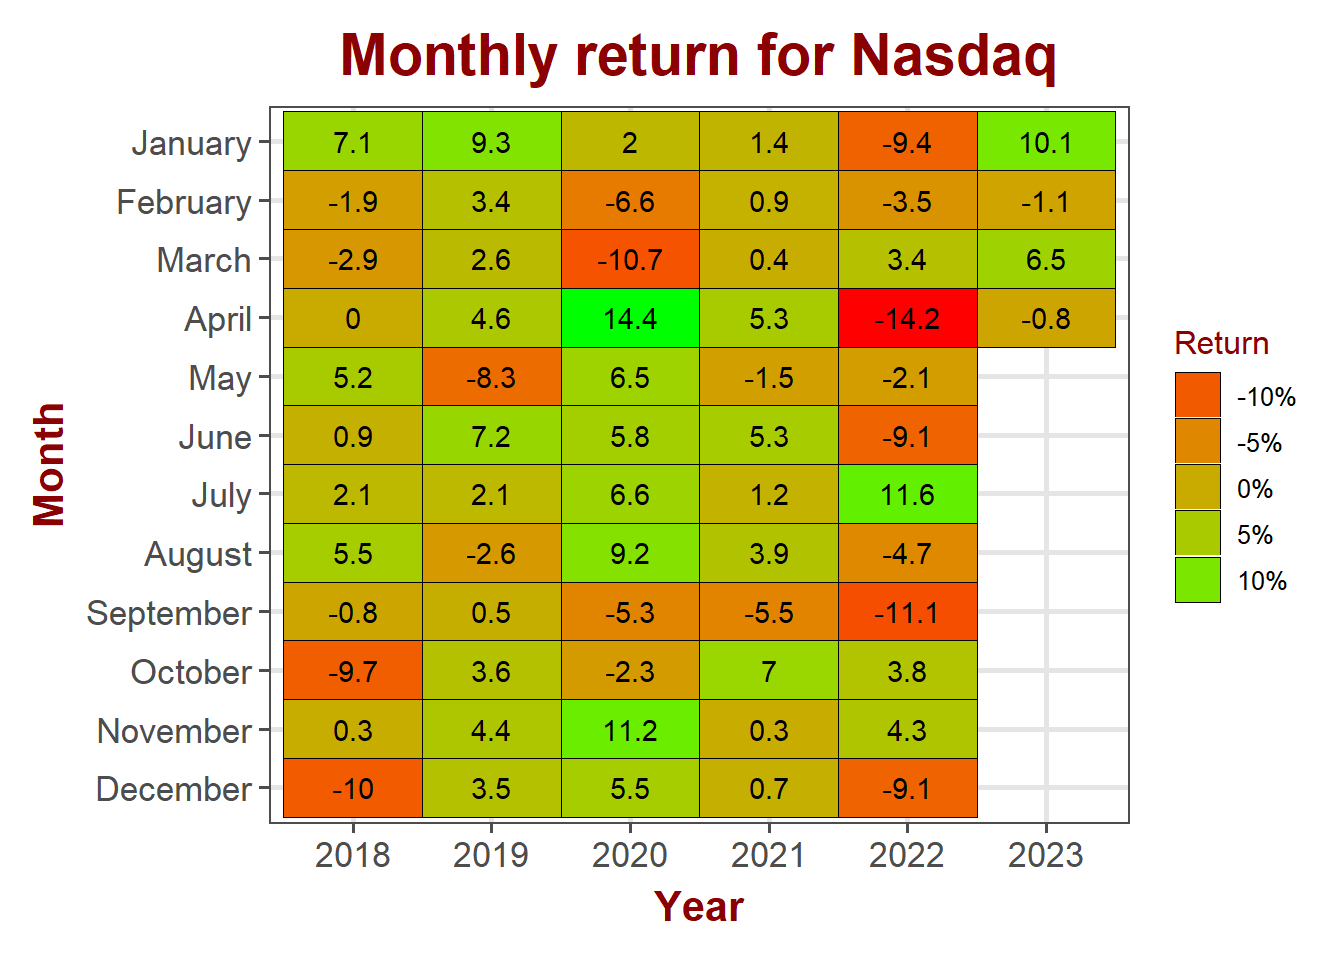 Monthly return for Nasdaq
January 7.1 9.3 2 1.4 -9.4 10.1
February -1.9 3.4 -6.6 0.9 -3.5 -1.1
March -2.9 2.6 -10.7 0.4 3.4 6.5
April 0 4.6 14.4 5.3 -14.2 -0.8
May 5.2 -8.3 6.5 -1.5 -2.1
June 0.9 7.2 5.8 5.3 -9.1
July 2.1 2.1 6.6 1.2 11.6
August 5.5 -2.6 9.2 3.9 -4.7
September -0.8 0.5 -5.3 -5.5 -11.1
October -9.7 3.6 -2.3 7 3.8
November 0.3 4.4 11.2 0.3 4.3
December -10 3.5 5.5 0.7 -9.1
2018 2019 2020 2021 2022 2023
Year
Month
Return
-10%
-5%
0%
5%
10%